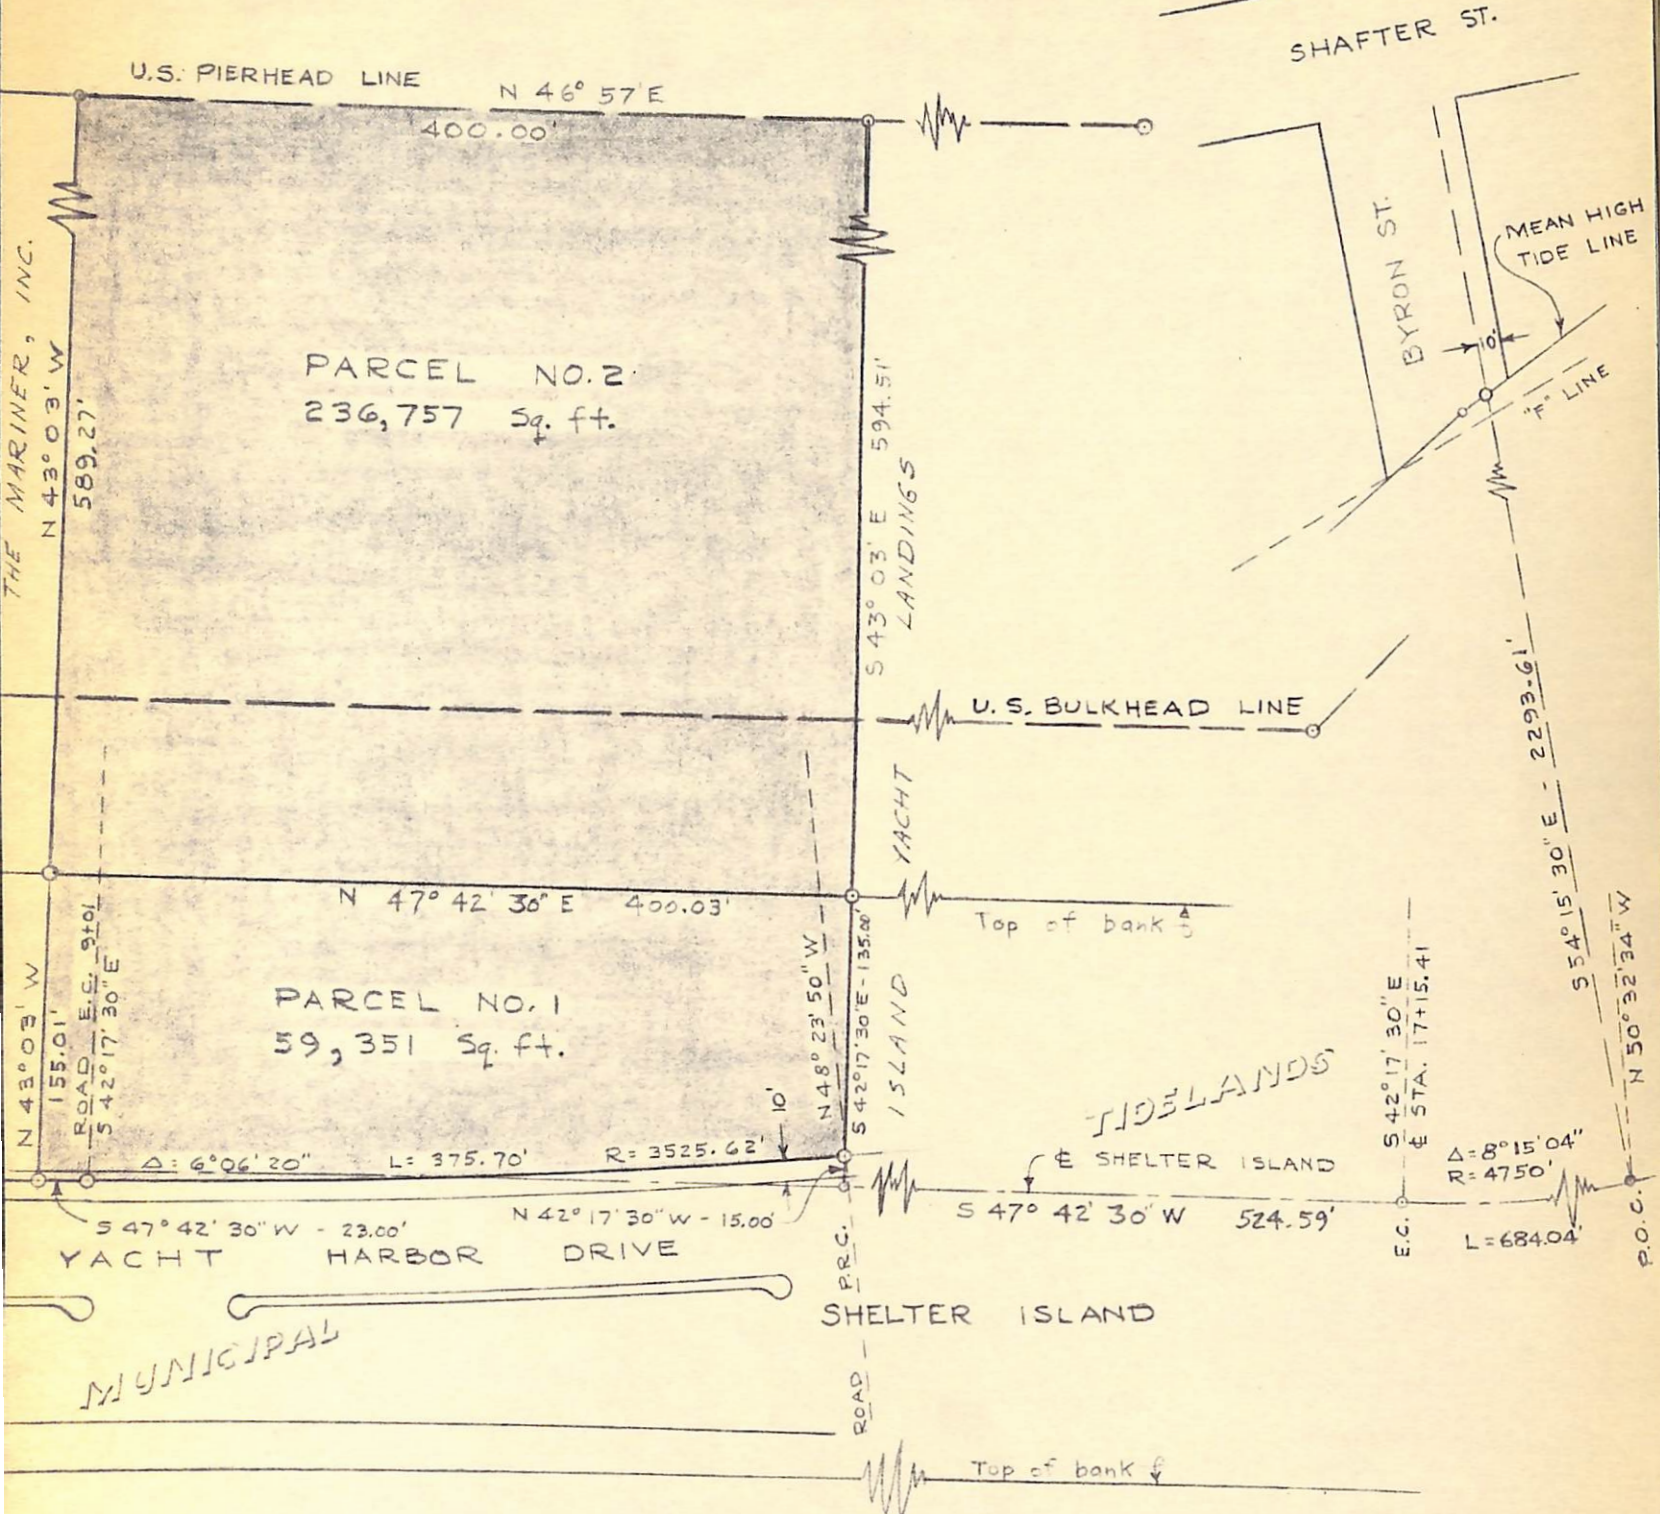 SHAFTER ST.
U.S. PIERHEAD LINE
N 46° 57' E
400.00'
BYRON ST.
MEAN HIGH
TIDE LINE
10'
"F" LINE
THE MARINER, INC.
N 43° 03' W
589.27'
PARCEL NO. 2
236,757 Sq. ft.
S 43° 03' E 594.51'
ISLAND YACHT LANDINGS
U.S. BULKHEAD LINE
S 54° 15' 30" E - 2293.61'
N 47° 42' 30" E 400.03'
Top of bank
N 43° 03' W
155.01'
ROAD E.C. 9+01
S 42° 17' 30" E
PARCEL NO. 1
59,351 Sq. ft.
10'
N 48° 23' 50" W
S 42° 17' 30" E - 135.00'
TIDELANDS
S 42° 17' 30" E
℄ STA. 17+15.41
N 50° 32' 34" W
Δ= 6° 06' 20" L= 375.70' R= 3525.62'
℄ SHELTER ISLAND
Δ= 8° 15' 04"
R= 4750'
S 47° 42' 30" W - 23.00'
N 42° 17' 30" W - 15.00'
S 47° 42' 30" W 524.59'
E.C.
L= 684.04'
P.O.C.
YACHT HARBOR DRIVE
ROAD - P.R.C.
SHELTER ISLAND
MUNICIPAL
Top of bank